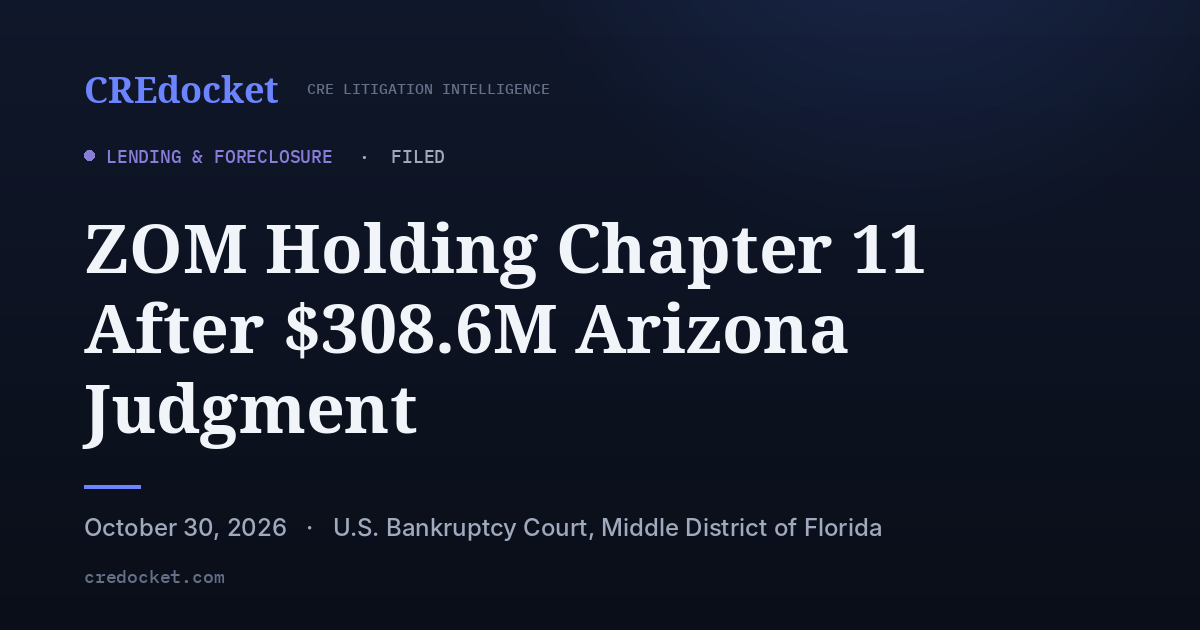 CREdocket CRE LITIGATION INTELLIGENCE
LENDING & FORECLOSURE · FILED
ZOM Holding Chapter 11
After $308.6M Arizona
Judgment
October 30, 2026 · U.S. Bankruptcy Court, Middle District of Florida
credocket.com